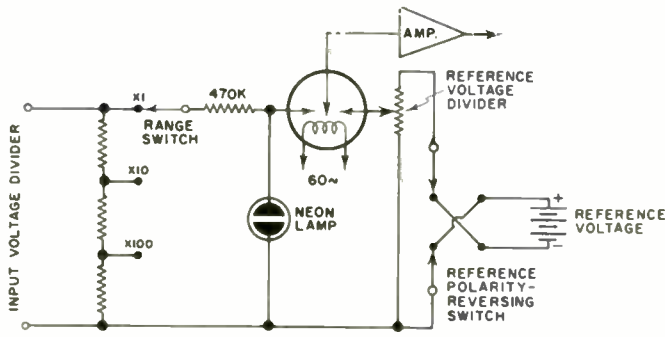 AMP.
REFERENCE
VOLTAGE
DIVIDER
470K
X1
RANGE
SWITCH
60~
X10
NEON
LAMP
X100
INPUT VOLTAGE DIVIDER
+
REFERENCE
VOLTAGE
-
REFERENCE
POLARITY-
REVERSING
SWITCH